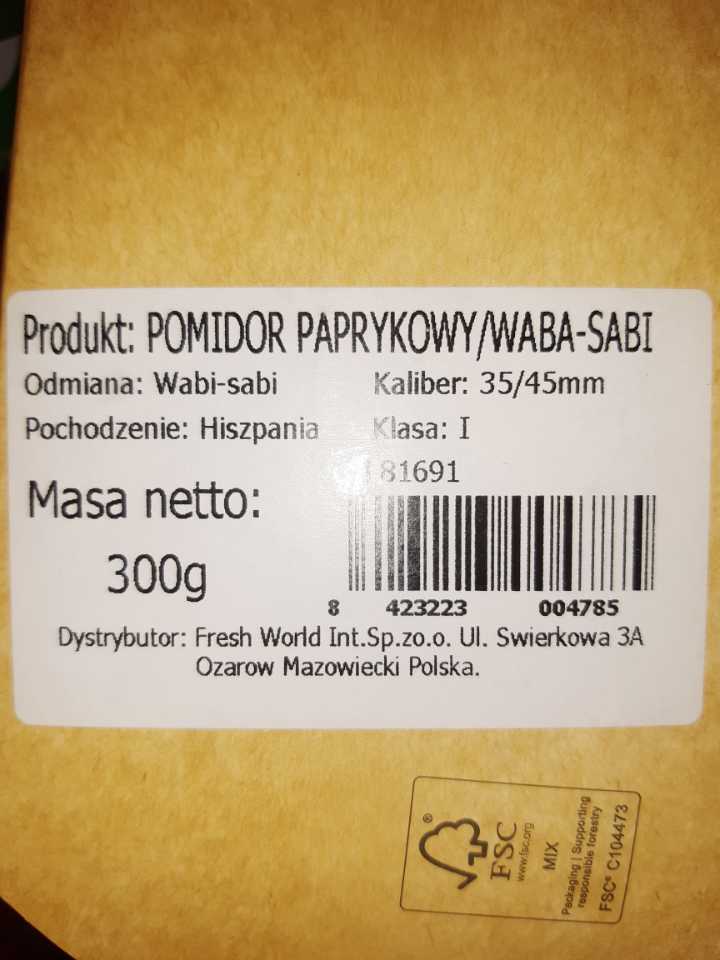 Produkt: POMIDOR PAPRYKOWY/WABA-SABI
Odmiana: Wabi-sabi Kaliber: 35/45mm
Pochodzenie: Hiszpania Klasa: I
81691
Masa netto:
300g
8 423223 004785
Dystrybutor: Fresh World Int.Sp.zo.o. Ul. Swierkowa 3A
Ozarow Mazowiecki Polska.
®
FSC
www.fsc.org
MIX
Packaging | Supporting
responsible forestry
FSC® C104473